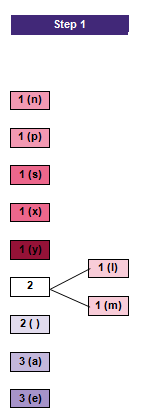 Step 1
1 (n)
1 (p)
1 (s)
1 (x)
1 (y)
1 (l)
2
1 (m)
2 ( )
3 (a)
3 (e)